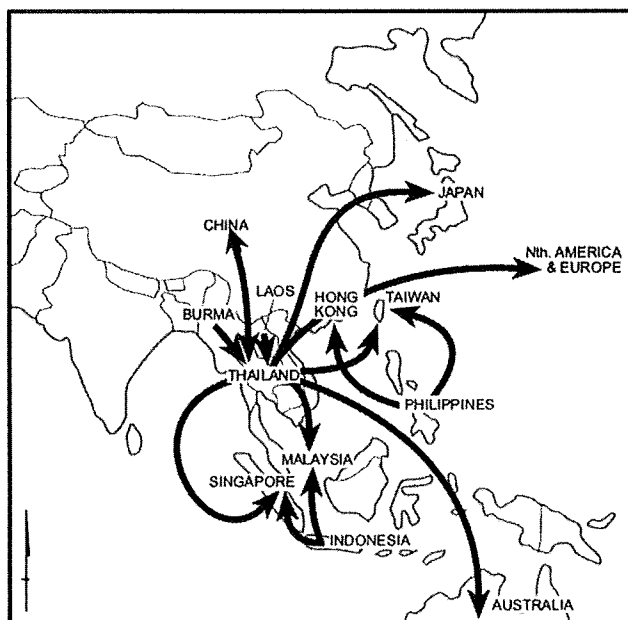 JAPAN
CHINA
Nth. AMERICA
& EUROPE
LAOS
HONG
KONG
TAIWAN
BURMA
THAILAND
PHILIPPINES
MALAYSIA
SINGAPORE
INDONESIA
AUSTRALIA